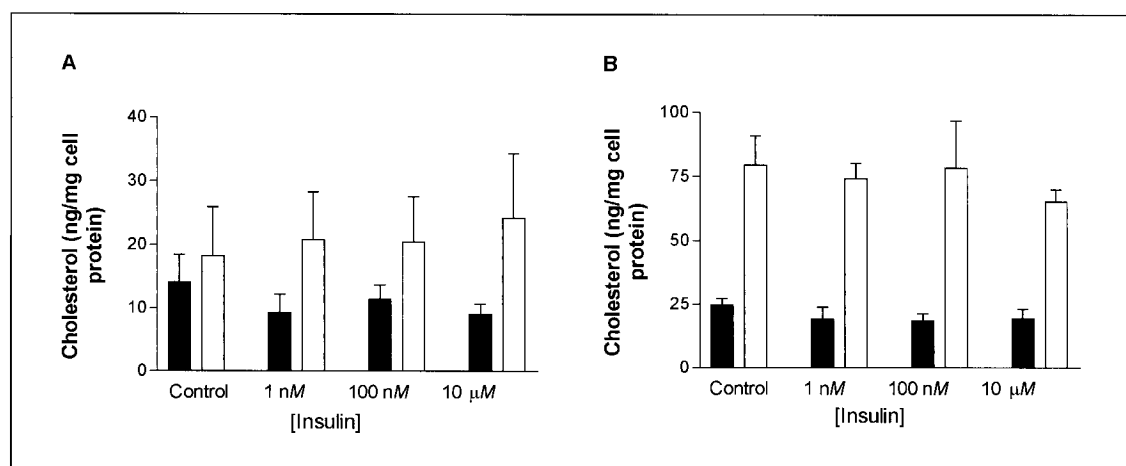 A
Cholesterol (ng/mg cell
protein)
40
30
20
10
0
Control 1 nM 100 nM 10 μM
[Insulin]
B
Cholesterol (ng/mg cell
protein)
100
75
50
25
0
Control 1 nM 100 nM 10 μM
[Insulin]